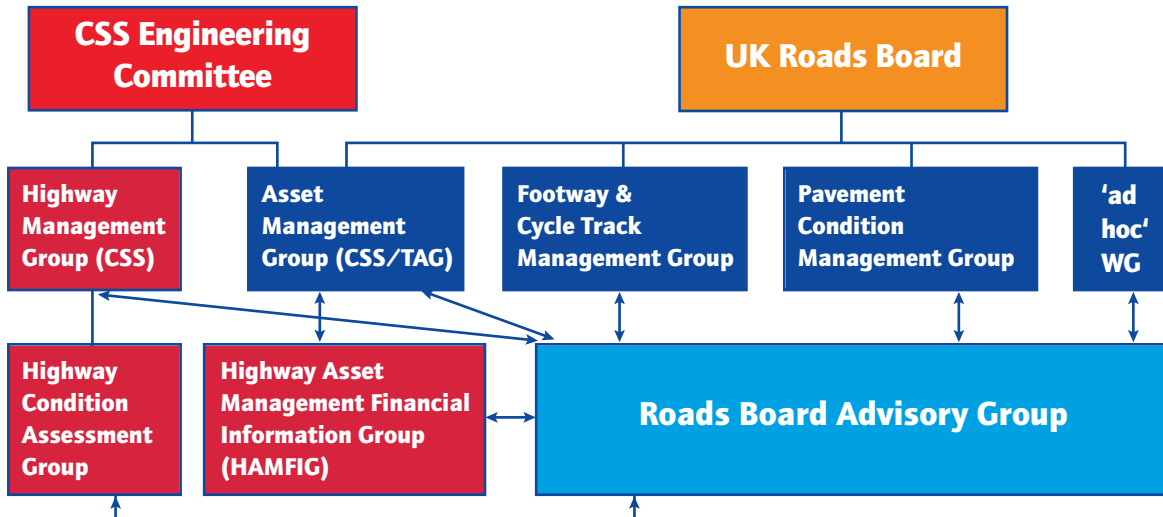 CSS Engineering
Committee
UK Roads Board
Highway
Management
Group (CSS)
Asset
Management
Group (CSS/TAG)
Footway &
Cycle Track
Management Group
Pavement
Condition
Management Group
‘ad
hoc‘
WG
Highway
Condition
Assessment
Group
Highway Asset
Management Financial
Information Group
(HAMFIG)
Roads Board Advisory Group